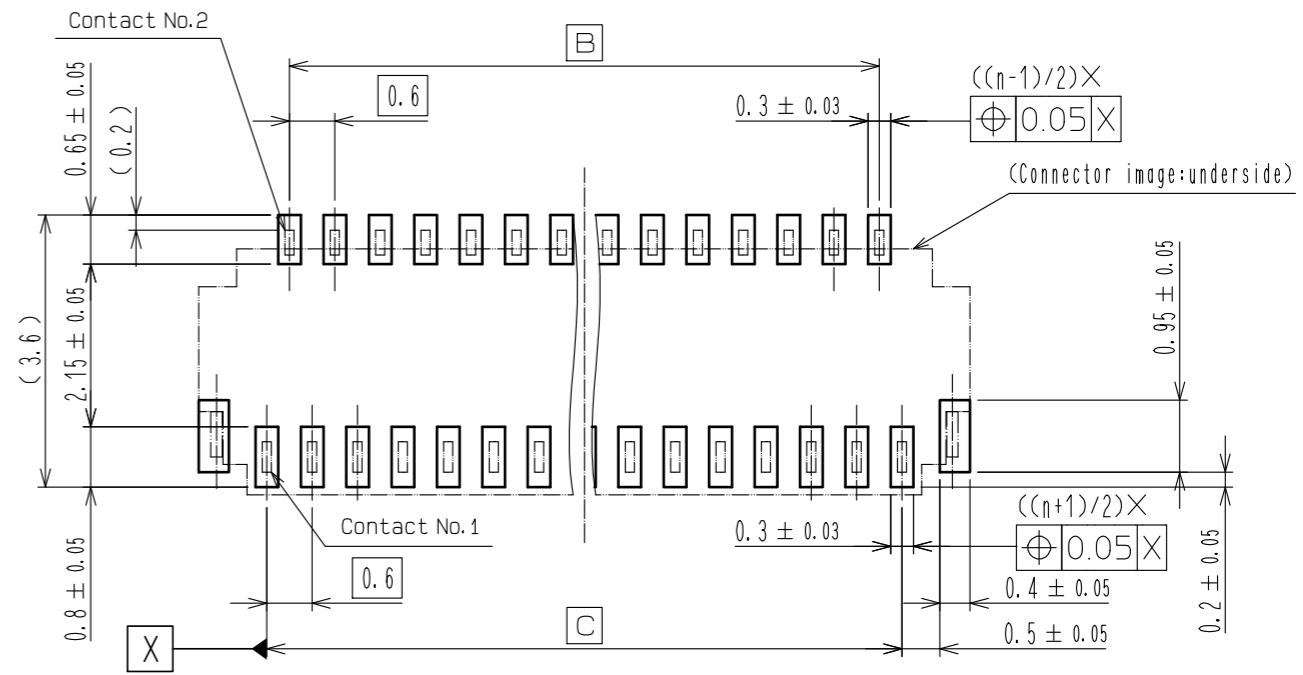 Contact No.2
B
0.6
0.3 ± 0.03
((n-1)/2)X
⌖ 0.05 X
0.65 ± 0.05
(0.2)
(Connector image:underside)
(3.6)
2.15 ± 0.05
0.95 ± 0.05
Contact No.1
0.3 ± 0.03
((n+1)/2)X
⌖ 0.05 X
0.8 ± 0.05
0.6
0.4 ± 0.05
0.2 ± 0.05
C
0.5 ± 0.05
X